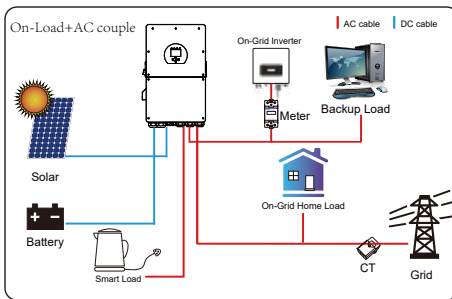 On-Load+AC couple
AC cable
DC cable
On-Grid Inverter
Meter
Backup Load
Solar
On-Grid Home Load
Battery
Smart Load
CT
Grid